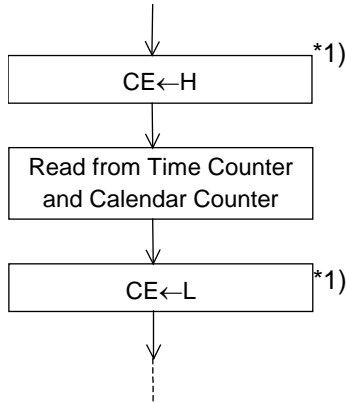 *1)
CE←H
Read from Time Counter
and Calendar Counter
*1)
CE←L